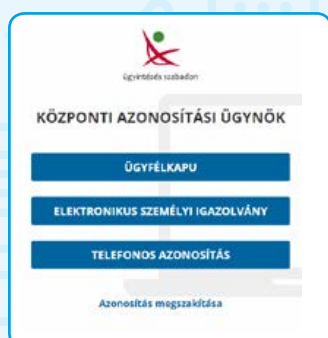 ügyintézés szabadon
KÖZPONTI AZONOSÍTÁSI ÜGYNÖK
ÜGYFÉLKAPU
ELEKTRONIKUS SZEMÉLYI IGAZOLVÁNY
TELEFONOS AZONOSÍTÁS
Azonosítás megszakítása